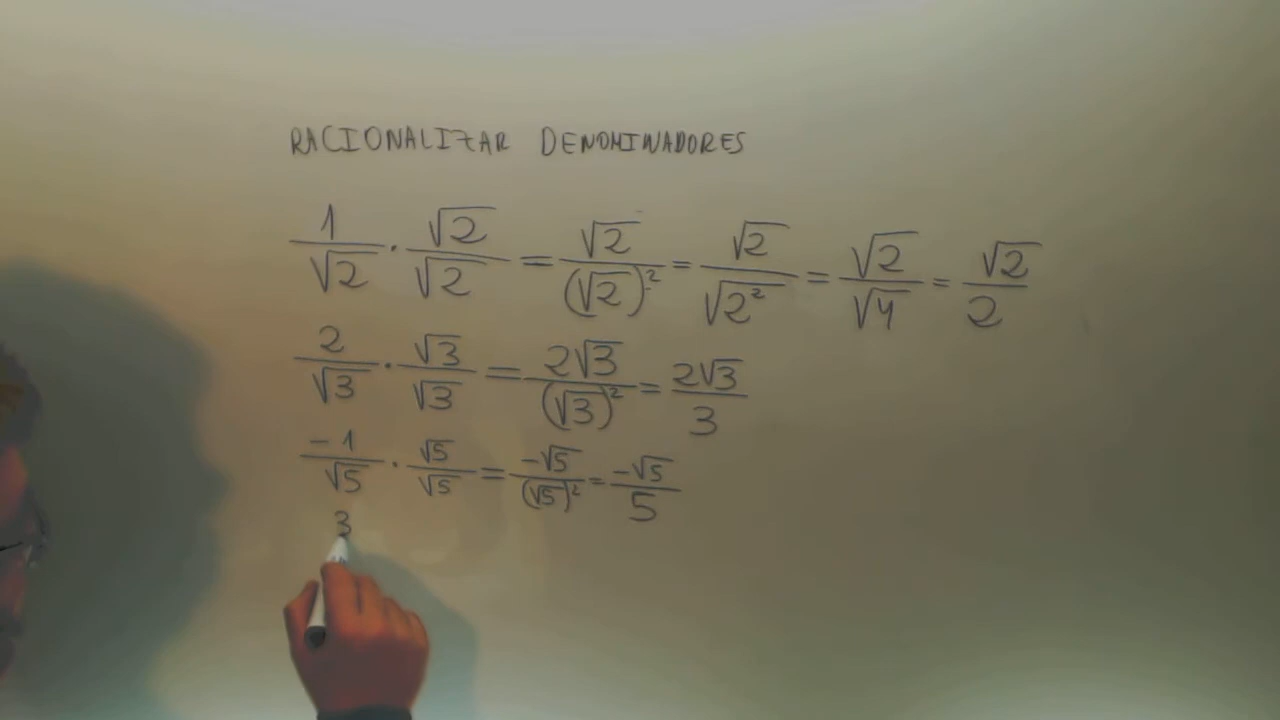 RACIONALIZAR DENOMINADORES
1/√2 · √2/√2 = √2/(√2)² = √2/√2² = √2/√4 = √2/2
2/√3 · √3/√3 = 2√3/(√3)² = 2√3/3
-1/√5 · √5/√5 = -√5/(√5)² = -√5/5
3